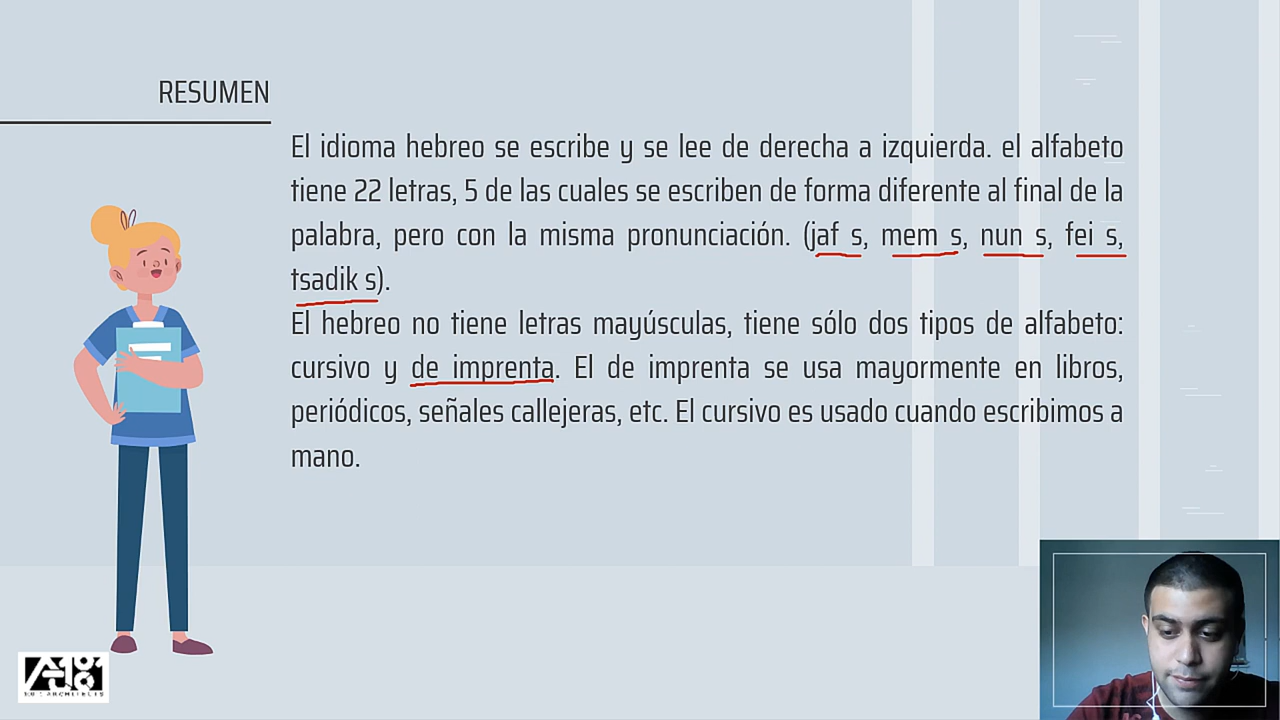 RESUMEN
El idioma hebreo se escribe y se lee de derecha a izquierda. el alfabeto
tiene 22 letras, 5 de las cuales se escriben de forma diferente al final de la
palabra, pero con la misma pronunciación. (jaf s, mem s, nun s, fei s,
tsadik s).
El hebreo no tiene letras mayúsculas, tiene sólo dos tipos de alfabeto:
cursivo y de imprenta. El de imprenta se usa mayormente en libros,
periódicos, señales callejeras, etc. El cursivo es usado cuando escribimos a
mano.